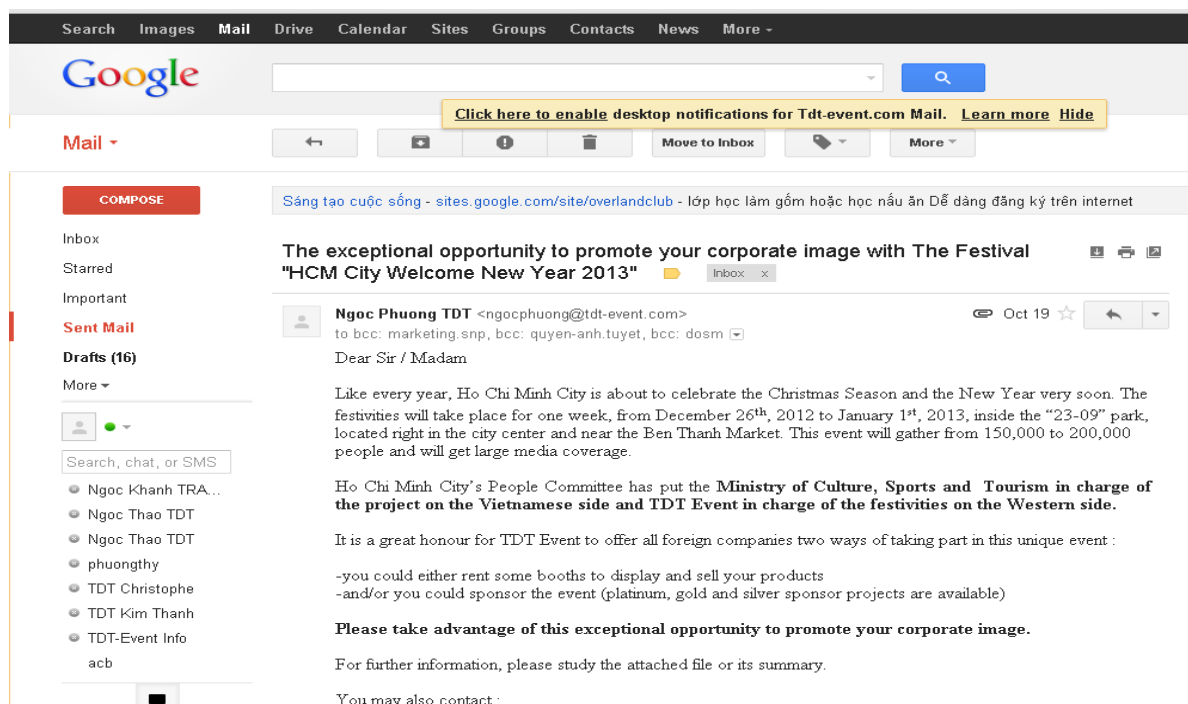 Search Images Mail Drive Calendar Sites Groups Contacts News More
Google
Click here to enable desktop notifications for Tdt-event.com Mail. Learn more Hide
Mail
Move to Inbox
More
COMPOSE
Sáng tạo cuộc sống - sites.google.com/site/overlandclub - lớp học làm gốm hoặc học nấu ăn Dễ dàng đăng ký trên internet
Inbox
Starred
Important
Sent Mail
Drafts (16)
More
Search, chat, or SMS
Ngoc Khanh TRA...
Ngoc Thao TDT
Ngoc Thao TDT
phuongthy
TDT Christophe
TDT Kim Thanh
TDT-Event Info
acb
The exceptional opportunity to promote your corporate image with The Festival
"HCM City Welcome New Year 2013" Inbox x
Ngoc Phuong TDT <ngocphuong@tdt-event.com> Oct 19
to bcc: marketing.snp, bcc: quyen-anh.tuyet, bcc: dosm
Dear Sir / Madam
Like every year, Ho Chi Minh City is about to celebrate the Christmas Season and the New Year very soon. The
festivities will take place for one week, from December 26th, 2012 to January 1st, 2013, inside the “23-09” park,
located right in the city center and near the Ben Thanh Market. This event will gather from 150,000 to 200,000
people and will get large media coverage.
Ho Chi Minh City’s People Committee has put the Ministry of Culture, Sports and Tourism in charge of
the project on the Vietnamese side and TDT Event in charge of the festivities on the Western side.
It is a great honour for TDT Event to offer all foreign companies two ways of taking part in this unique event :
-you could either rent some booths to display and sell your products
-and/or you could sponsor the event (platinum, gold and silver sponsor projects are available)
Please take advantage of this exceptional opportunity to promote your corporate image.
For further information, please study the attached file or its summary.
You may also contact :